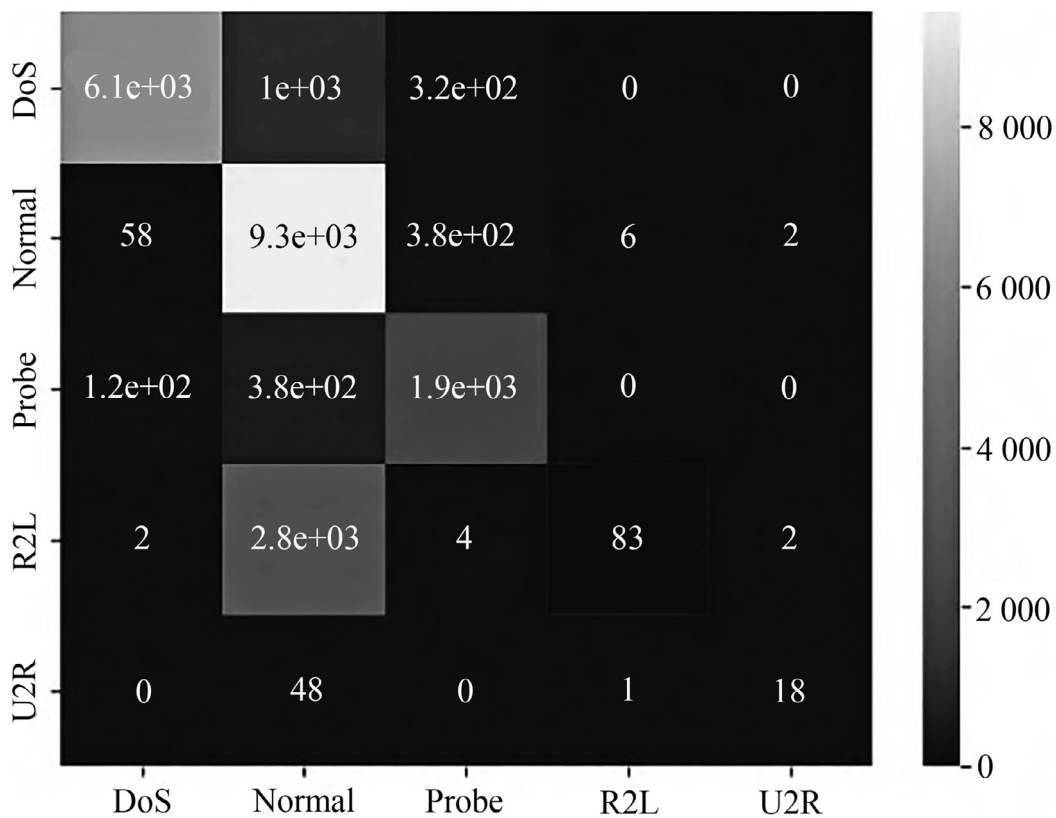 DoS 6.1e+03 1e+03 3.2e+02 0 0
8 000
Normal 58 9.3e+03 3.8e+02 6 2
6 000
Probe 1.2e+02 3.8e+02 1.9e+03 0 0
4 000
R2L 2 2.8e+03 4 83 2
2 000
U2R 0 48 0 1 18
0
DoS Normal Probe R2L U2R